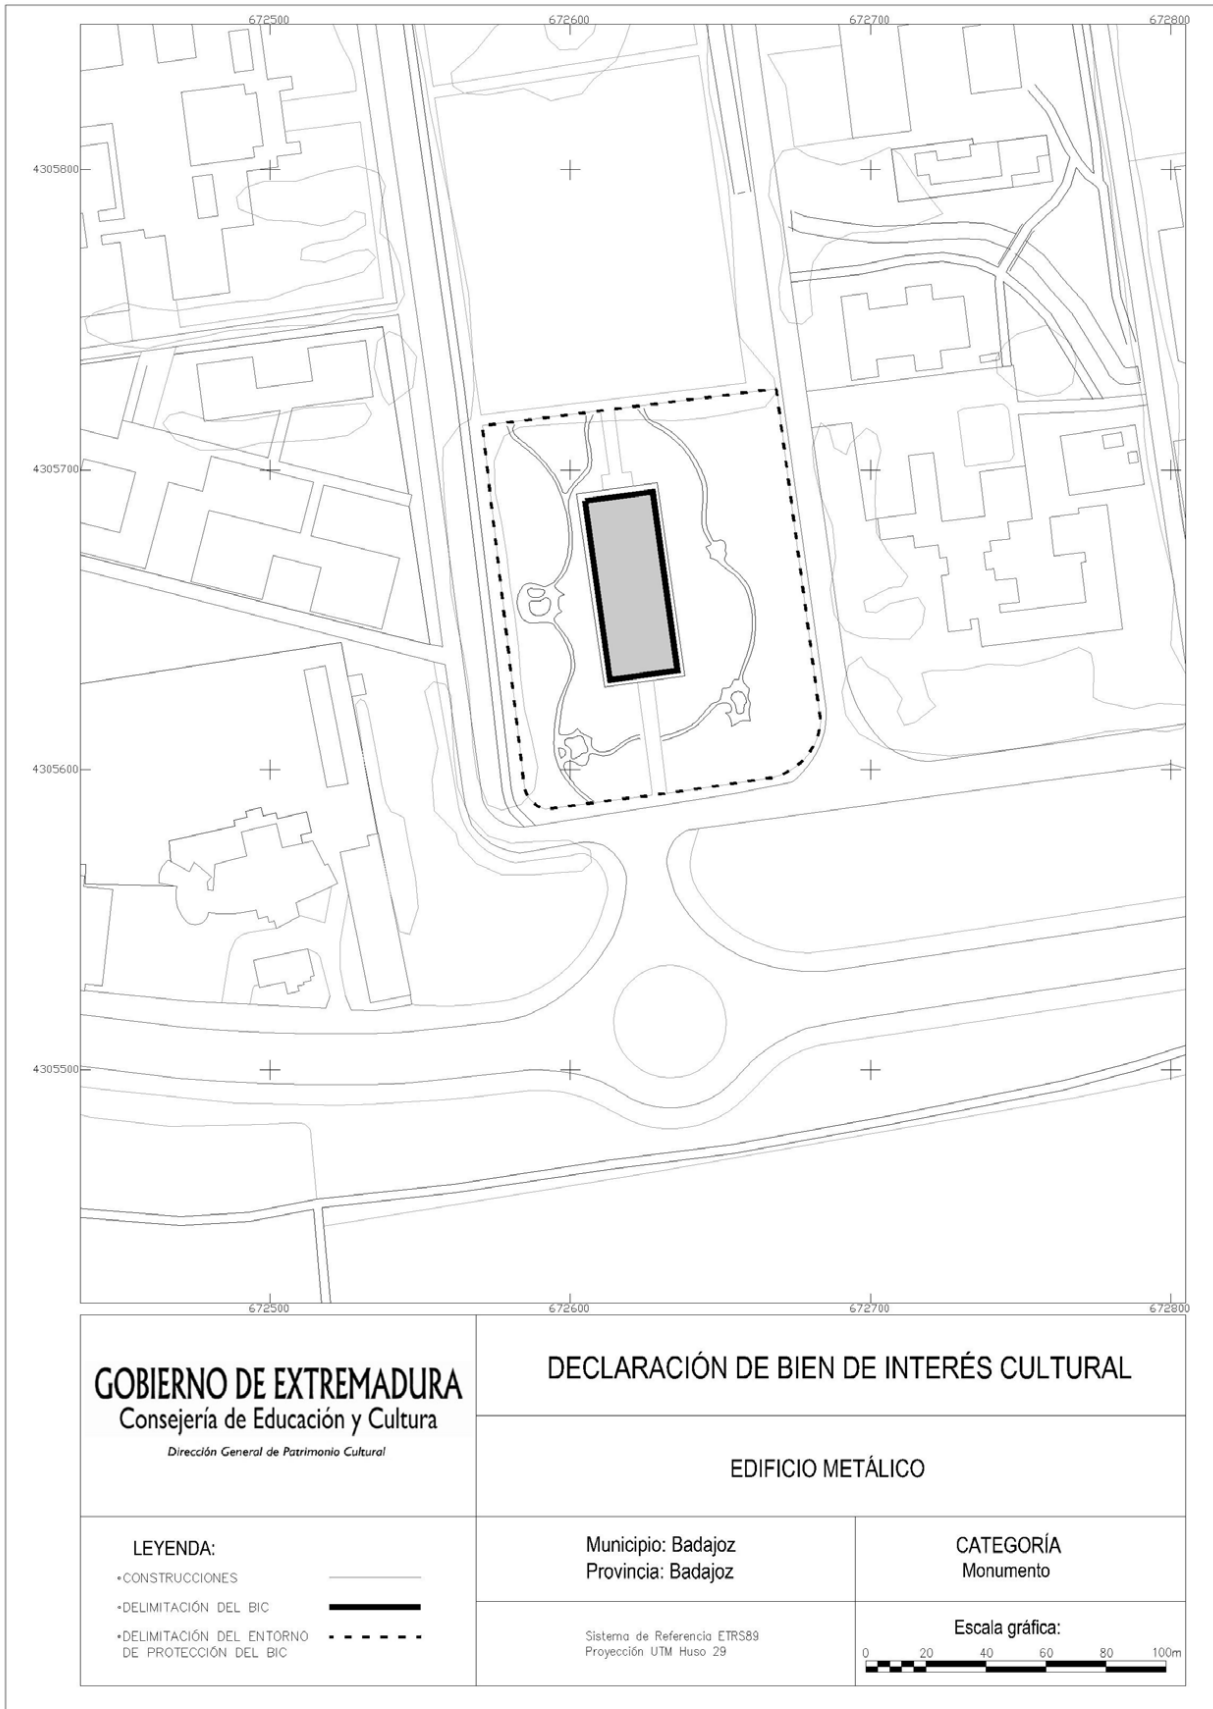 672500 672600 672700 672800
4305800
4305700
4305600
4305500
672500 672600 672700 672800
GOBIERNO DE EXTREMADURA
Consejería de Educación y Cultura
Dirección General de Patrimonio Cultural
DECLARACIÓN DE BIEN DE INTERÉS CULTURAL
EDIFICIO METÁLICO
LEYENDA:
•CONSTRUCCIONES
•DELIMITACIÓN DEL BIC
•DELIMITACIÓN DEL ENTORNO
DE PROTECCIÓN DEL BIC
Municipio: Badajoz
Provincia: Badajoz
CATEGORÍA
Monumento
Sistema de Referencia ETRS89
Proyección UTM Huso 29
Escala gráfica:
0 20 40 60 80 100m